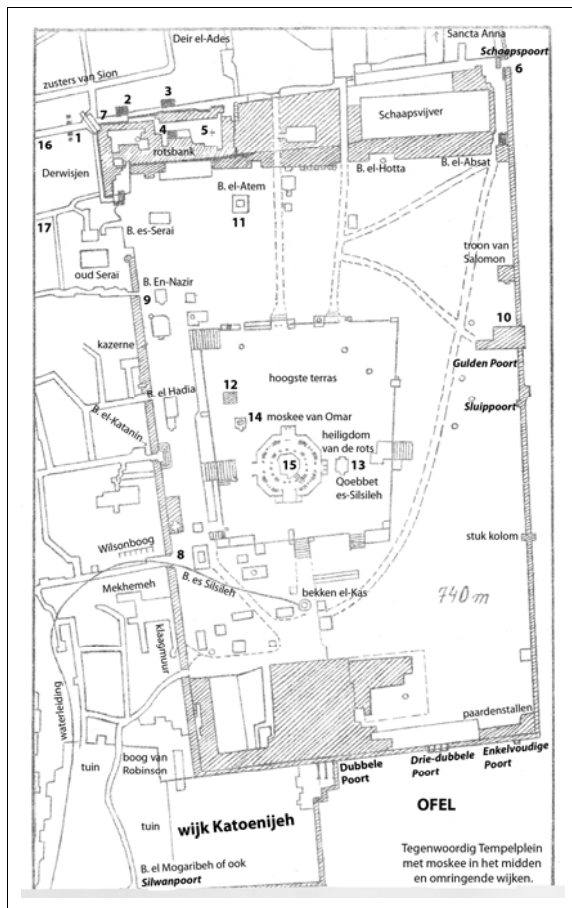 Sancta Anna
Deir el-Ades
Schaapspoort
zusters van Sion
6
3
2
7
Schaapsvijver
4
5
16
1
rotsbank
Derwisjen
B. el-Hotta
B. el-Absat
B. el-Atem
11
17
B. es-Seraï
troon van
Salomon
oud Seraï
B. En-Nazir
9
10
kazerne
Gulden Poort
hoogste terras
12
B. el Hadia
Sluippoort
14
moskee van Omar
B. el-Katanin
heiligdom
van de rots
15
13
Qoebbet
es-Silsileh
stuk kolom
Wilsonboog
8
B. es Silsileh
Mekhemeh
bekken el-Kas
740 m
klaagmuur
waterleiding
paardenstallen
boog van
Robinson
tuin
Dubbele
Poort
Drie-dubbele
Poort
Enkelvoudige
Poort
OFEL
tuin
wijk Katoenijeh
Tegenwoordig Tempelplein
met moskee in het midden
en omringende wijken.
B. el Mogaribeh of ook
Silwanpoort